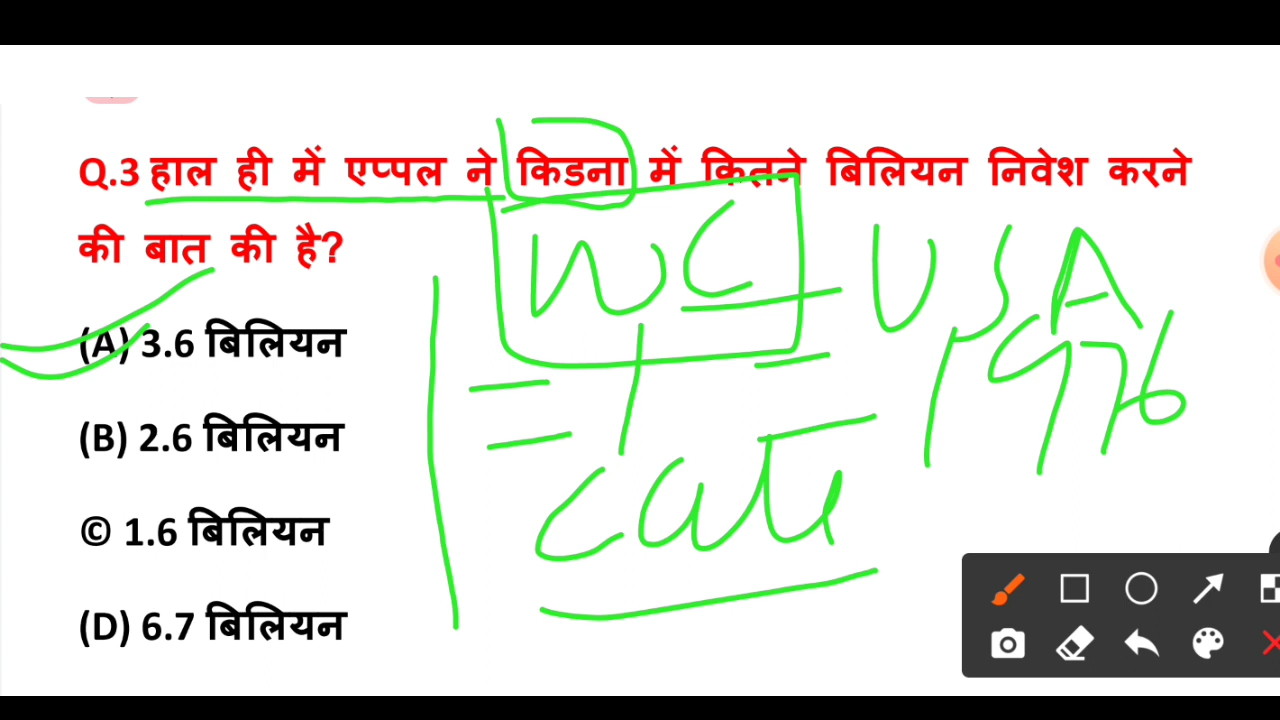 Q.3 हाल ही में एप्पल ने किडना में कितने बिलियन निवेश करने
की बात की है?
(A) 3.6 बिलियन
(B) 2.6 बिलियन
© 1.6 बिलियन
(D) 6.7 बिलियन
USA
1976